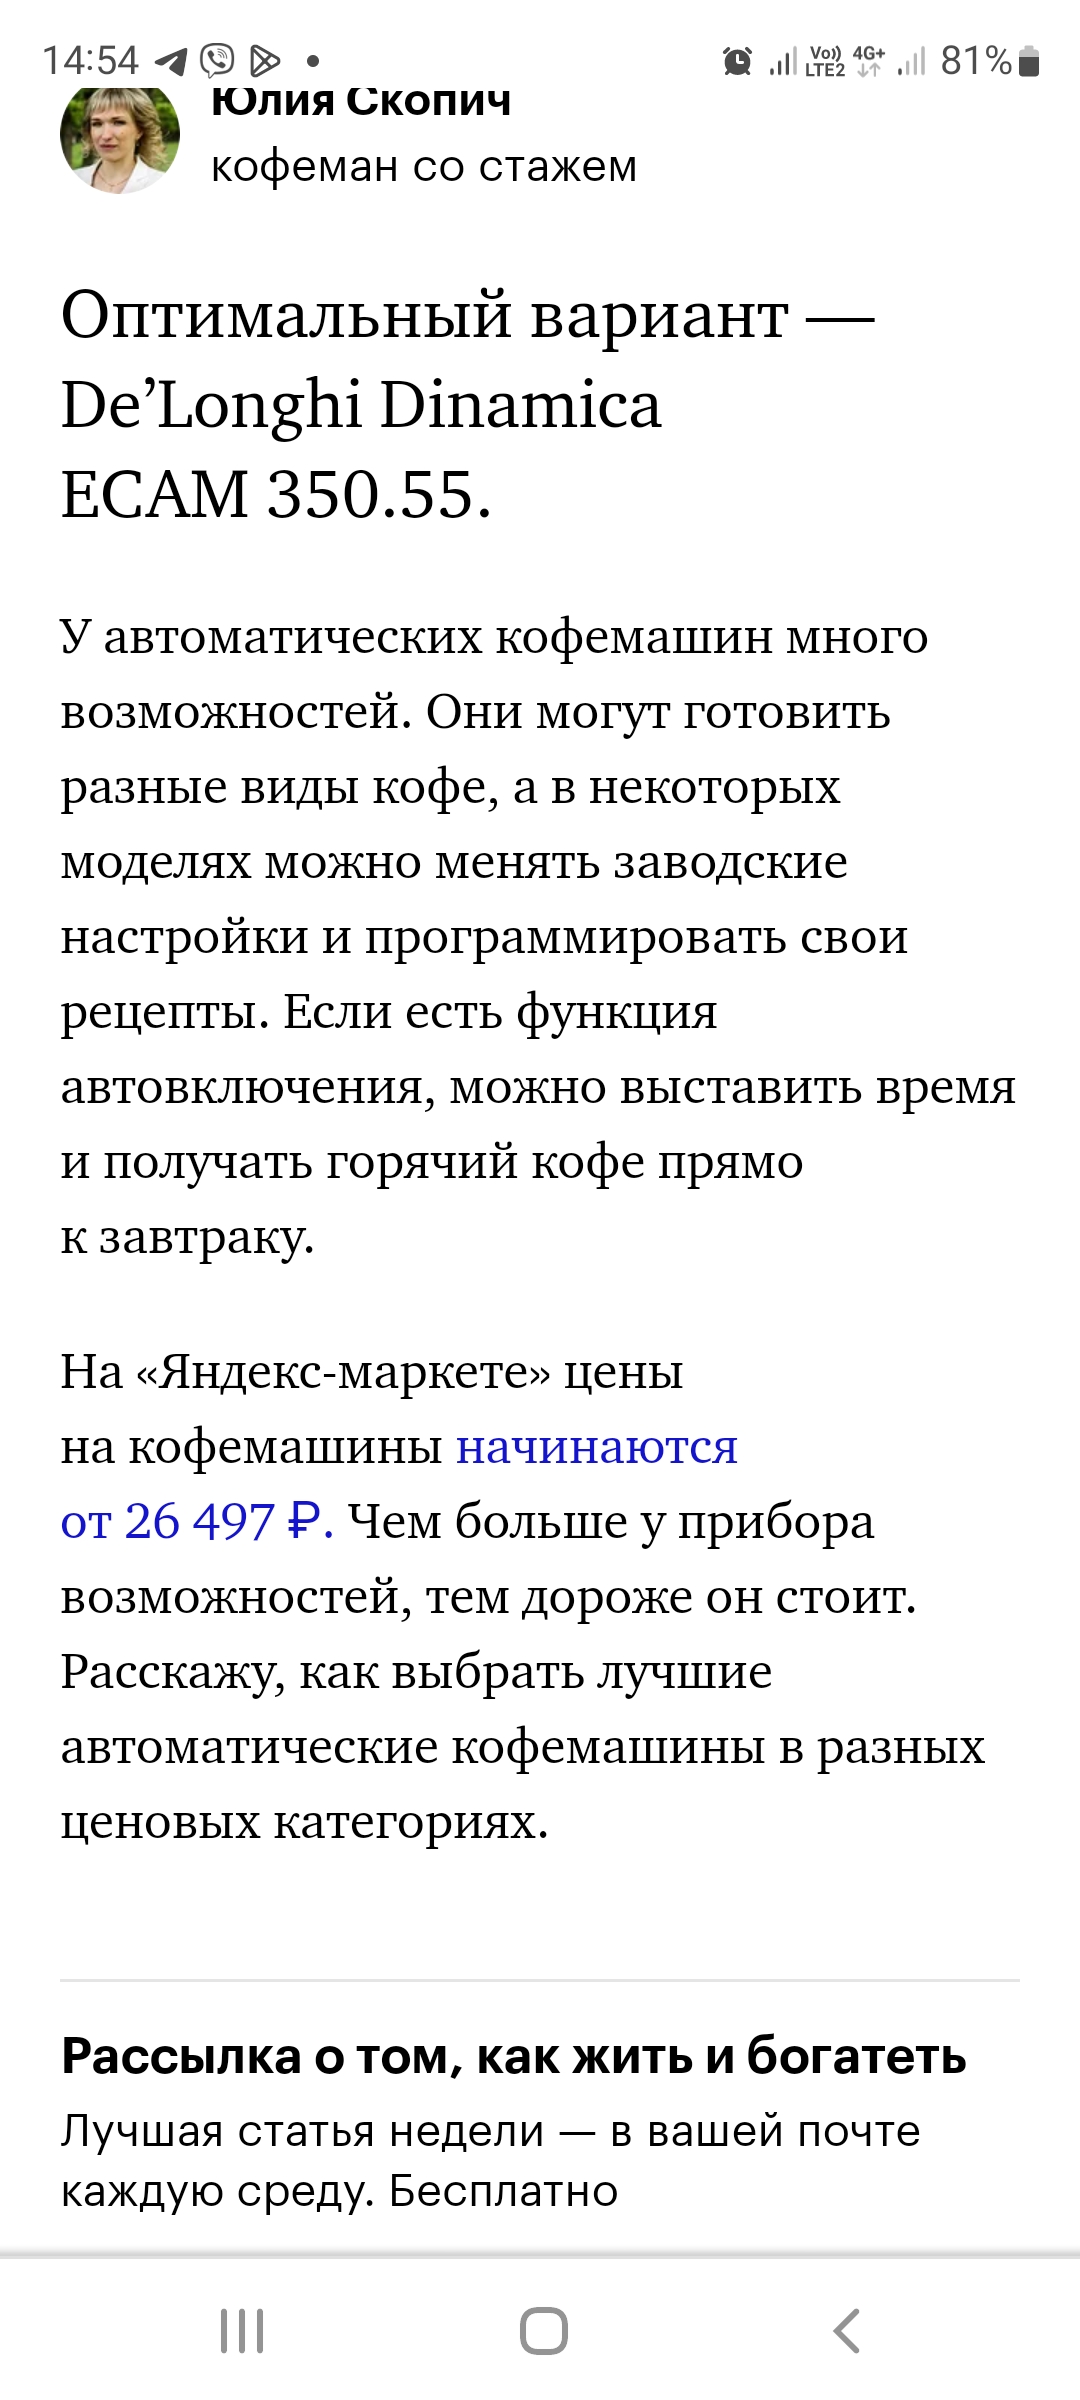 14:54
Vo)) LTE2 4G+ 81%
Юлия Скопич
кофеман со стажем
Оптимальный вариант —
De’Longhi Dinamica
ECAM 350.55.
У автоматических кофемашин много
возможностей. Они могут готовить
разные виды кофе, а в некоторых
моделях можно менять заводские
настройки и программировать свои
рецепты. Если есть функция
автовключения, можно выставить время
и получать горячий кофе прямо
к завтраку.
На «Яндекс-маркете» цены
на кофемашины начинаются
от 26 497 ₽. Чем больше у прибора
возможностей, тем дороже он стоит.
Расскажу, как выбрать лучшие
автоматические кофемашины в разных
ценовых категориях.
Рассылка о том, как жить и богатеть
Лучшая статья недели — в вашей почте
каждую среду. Бесплатно